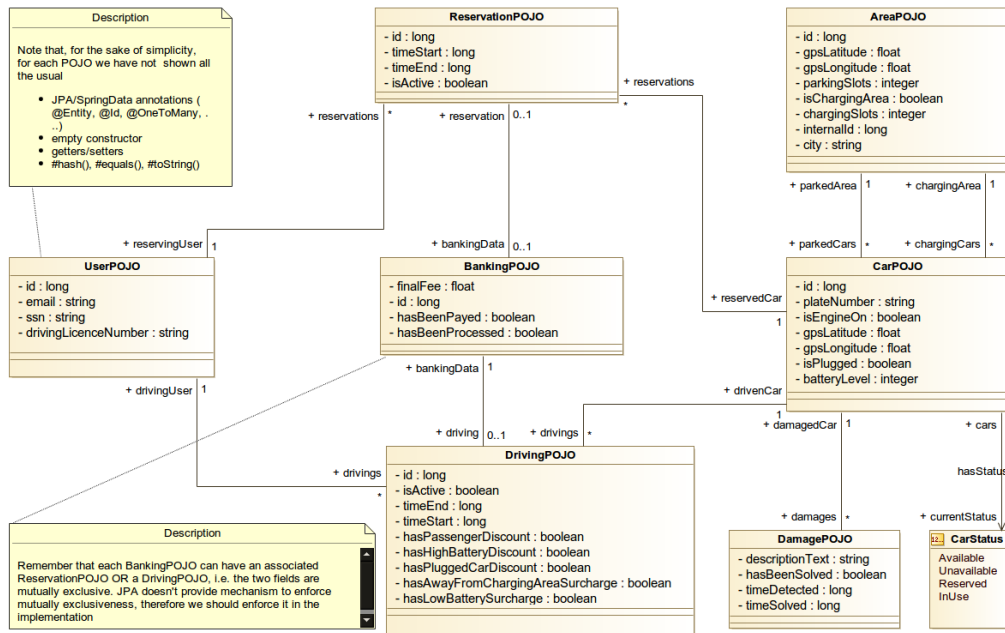 Description
Note that, for the sake of simplicity,
for each POJO we have not shown all
the usual
• JPA/SpringData annotations (
@Entity, @Id, @OneToMany, .
..)
• empty constructor
• getters/setters
• #hash(), #equals(), #toString()
ReservationPOJO
- id : long
- timeStart : long
- timeEnd : long
- isActive : boolean
AreaPOJO
- id : long
- gpsLatitude : float
- gpsLongitude : float
- parkingSlots : integer
- isChargingArea : boolean
- chargingSlots : integer
- internalId : long
- city : string
+ reservations
*
+ reservations *
+ reservation 0..1
+ parkedArea 1
+ chargingArea 1
+ reservingUser 1
+ bankingData 0..1
+ parkedCars *
+ chargingCars *
UserPOJO
- id : long
- email : string
- ssn : string
- drivingLicenceNumber : string
BankingPOJO
- finalFee : float
- id : long
- hasBeenPayed : boolean
- hasBeenProcessed : boolean
+ reservedCar
1
CarPOJO
- id : long
- plateNumber : string
- isEngineOn : boolean
- gpsLatitude : float
- gpsLongitude : float
- isPlugged : boolean
- batteryLevel : integer
+ drivingUser 1
+ bankingData 1
+ drivenCar
1
+ damagedCar 1
+ cars
+ driving 0..1
+ drivings *
+ drivings
*
hasStatus
+ damages *
+ currentStatus
DrivingPOJO
- id : long
- isActive : boolean
- timeEnd : long
- timeStart : long
- hasPassengerDiscount : boolean
- hasHighBatteryDiscount : boolean
- hasPluggedCarDiscount : boolean
- hasAwayFromChargingAreaSurcharge : boolean
- hasLowBatterySurcharge : boolean
Description
Remember that each BankingPOJO can have an associated
ReservationPOJO OR a DrivingPOJO, i.e. the two fields are
mutually exclusive. JPA doesn't provide mechanism to enforce
mutually exclusiveness, therefore we should enforce it in the
implementation
DamagePOJO
- descriptionText : string
- hasBeenSolved : boolean
- timeDetected : long
- timeSolved : long
12.. CarStatus
Available
Unavailable
Reserved
InUse